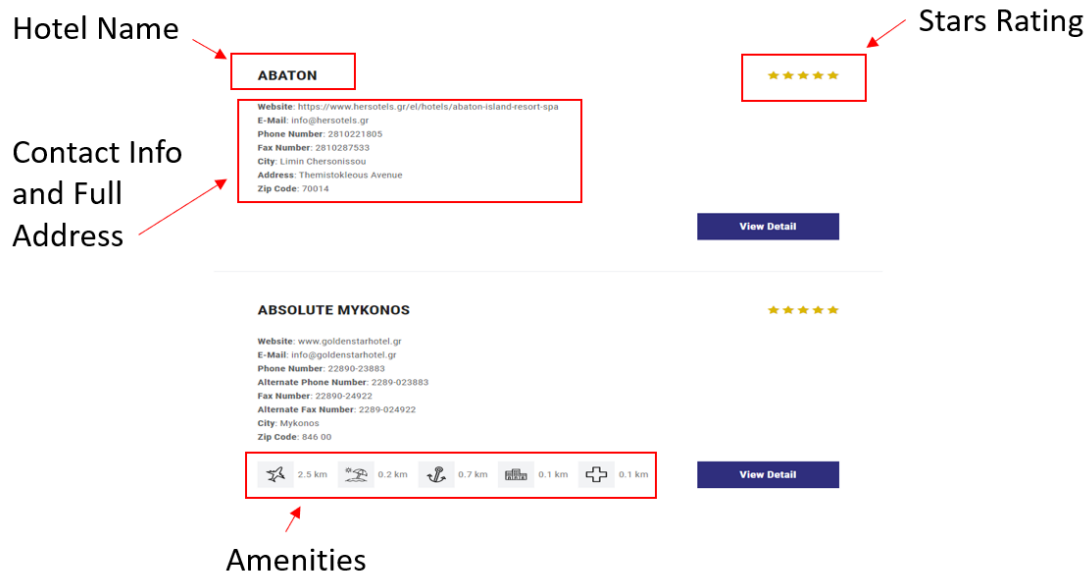 Hotel Name
Stars Rating
ABATON
Website: https://www.hersotels.gr/el/hotels/abaton-island-resort-spa
E-Mail: info@hersotels.gr
Phone Number: 2810221805
Fax Number: 2810287533
City: Limin Chersonissou
Address: Themistokleous Avenue
Zip Code: 70014
Contact Info
and Full
Address
View Detail
ABSOLUTE MYKONOS
Website: www.goldenstarhotel.gr
E-Mail: info@goldenstarhotel.gr
Phone Number: 22890-23883
Alternate Phone Number: 2289-023883
Fax Number: 22890-24922
Alternate Fax Number: 2289-024922
City: Mykonos
Zip Code: 846 00
2.5 km 0.2 km 0.7 km 0.1 km 0.1 km
View Detail
Amenities